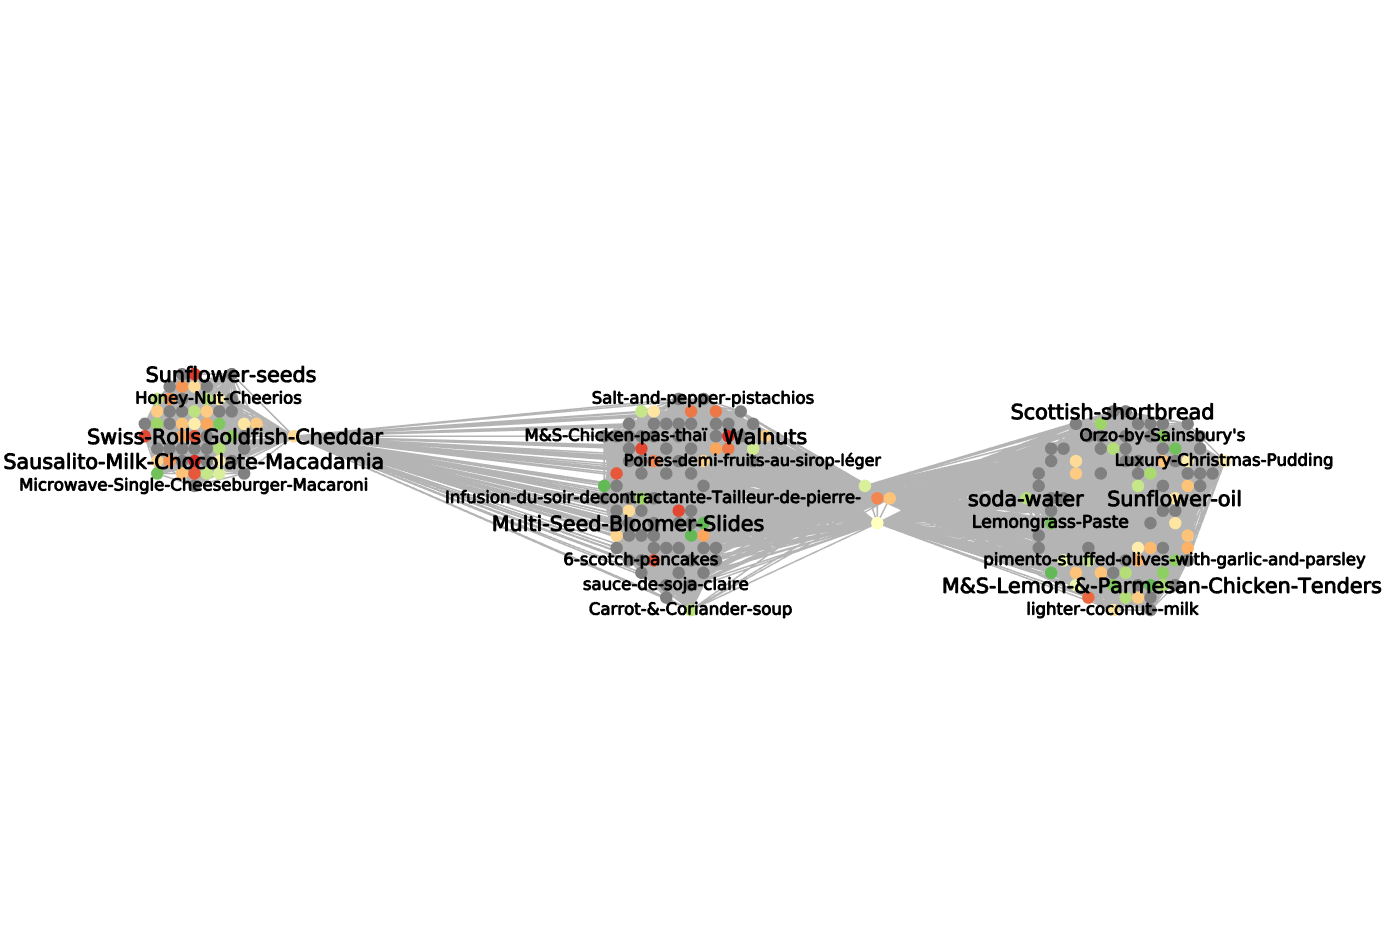 Sunflower-seeds
Honey-Nut-Cheerios
Swiss-Rolls
Goldfish-Cheddar
Sausalito-Milk-Chocolate-Macadamia
Microwave-Single-Cheeseburger-Macaroni
Salt-and-pepper-pistachios
M&S-Chicken-pas-thaï
Walnuts
Poires-demi-fruits-au-sirop-léger
Infusion-du-soir-decontractante-Tailleur-de-pierre-
Multi-Seed-Bloomer-Slides
6-scotch-pancakes
sauce-de-soja-claire
Carrot-&-Coriander-soup
Scottish-shortbread
Orzo-by-Sainsbury's
Luxury-Christmas-Pudding
soda-water
Sunflower-oil
Lemongrass-Paste
pimento-stuffed-olives-with-garlic-and-parsley
M&S-Lemon-&-Parmesan-Chicken-Tenders
lighter-coconut--milk